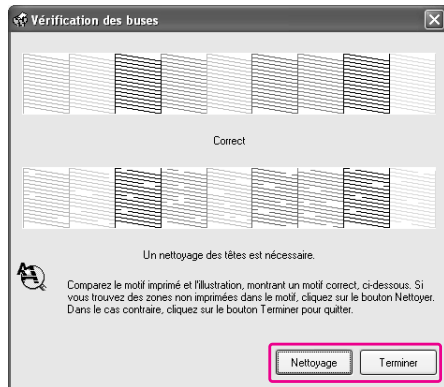 Vérification des buses
Correct
Un nettoyage des têtes est nécessaire.
Comparez le motif imprimé et l'illustration, montrant un motif correct, ci-dessous. Si
vous trouvez des zones non imprimées dans le motif, cliquez sur le bouton Nettoyer.
Dans le cas contraire, cliquez sur le bouton Terminer pour quitter.
Nettoyage
Terminer